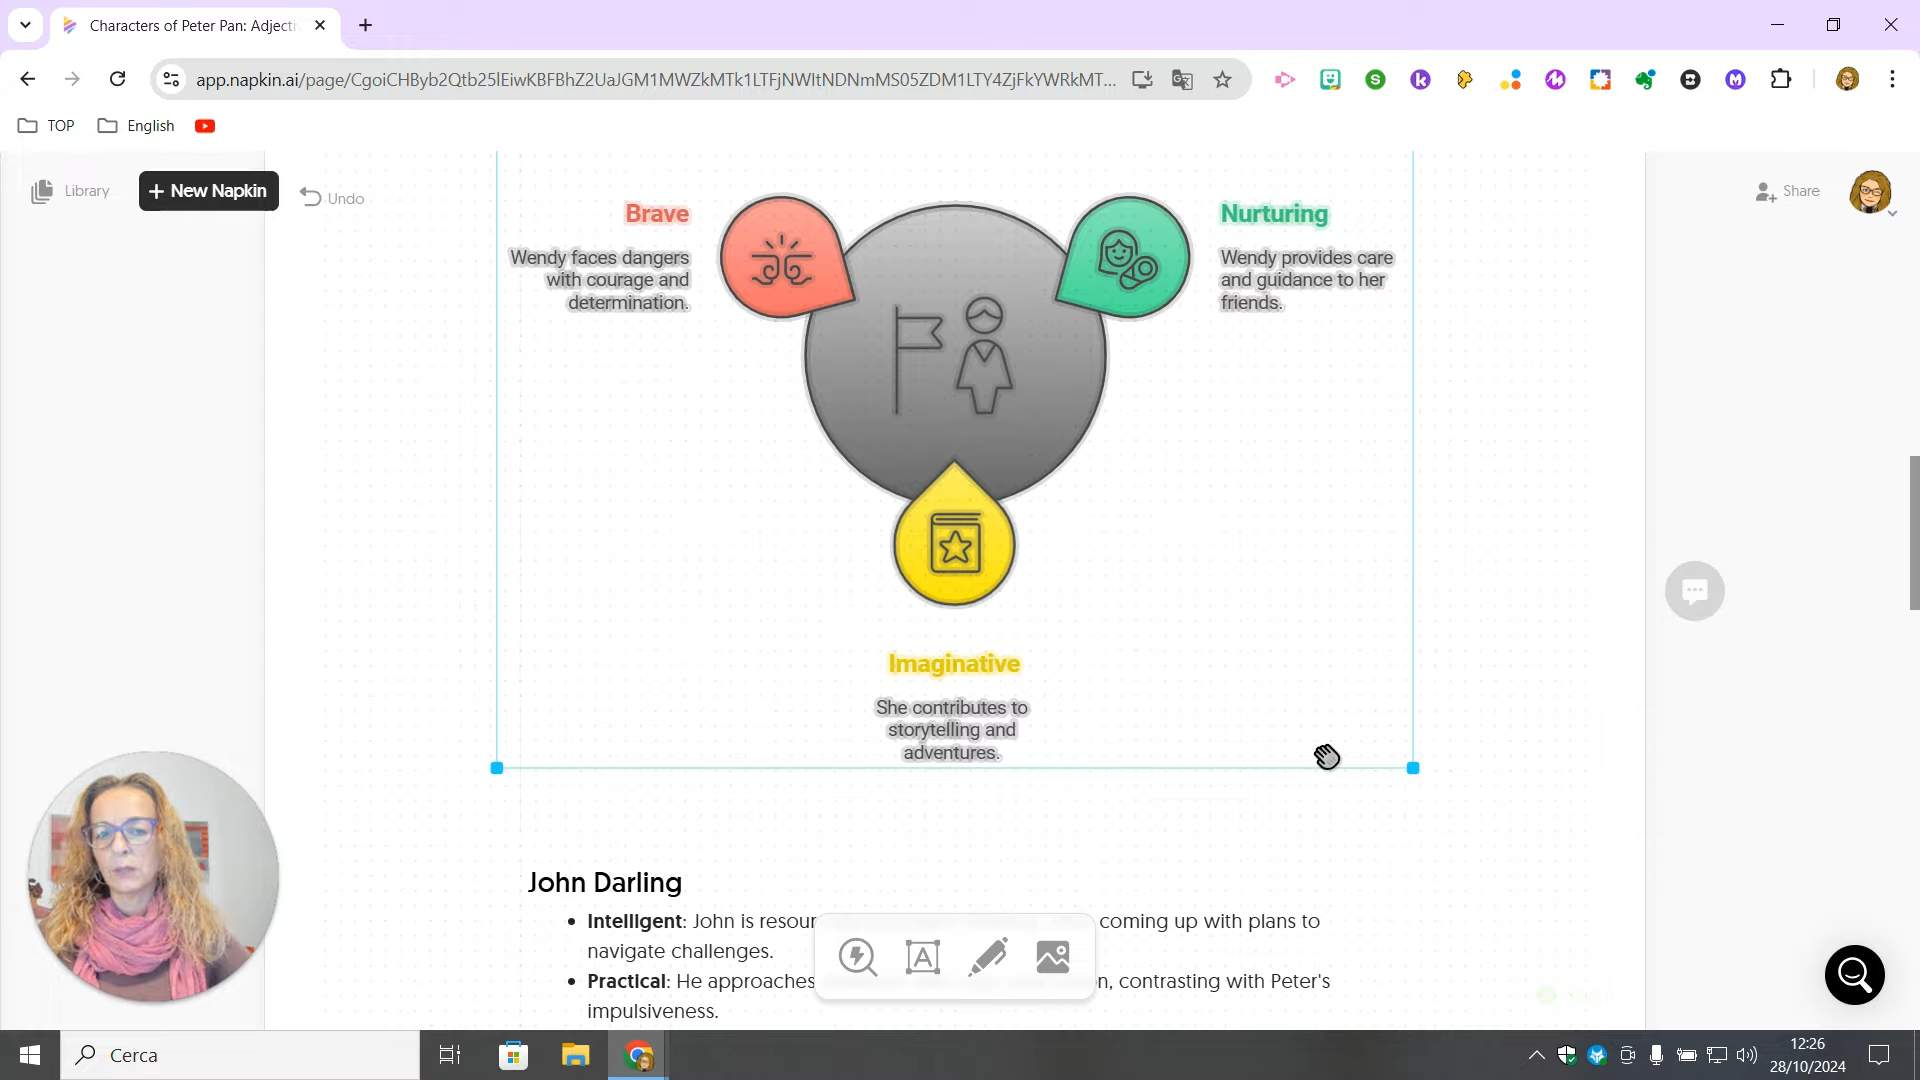 Characters of Peter Pan: Adjecti
app.napkin.ai/page/CgoiCHByb2Qtb25lEiwKBFBhZ2UaJGM1MWZkMTk1LTFjNWItNDNmMS05ZDM1LTY4ZjFkYWRkMT...
TOP
English
Library
+ New Napkin
Undo
Share
Brave
Wendy faces dangers
with courage and
determination.
Nurturing
Wendy provides care
and guidance to her
friends.
Imaginative
She contributes to
storytelling and
adventures.
John Darling
• Intelligent: John is resour coming up with plans to
navigate challenges.
• Practical: He approaches n, contrasting with Peter's
impulsiveness.
Cerca
12:26
28/10/2024